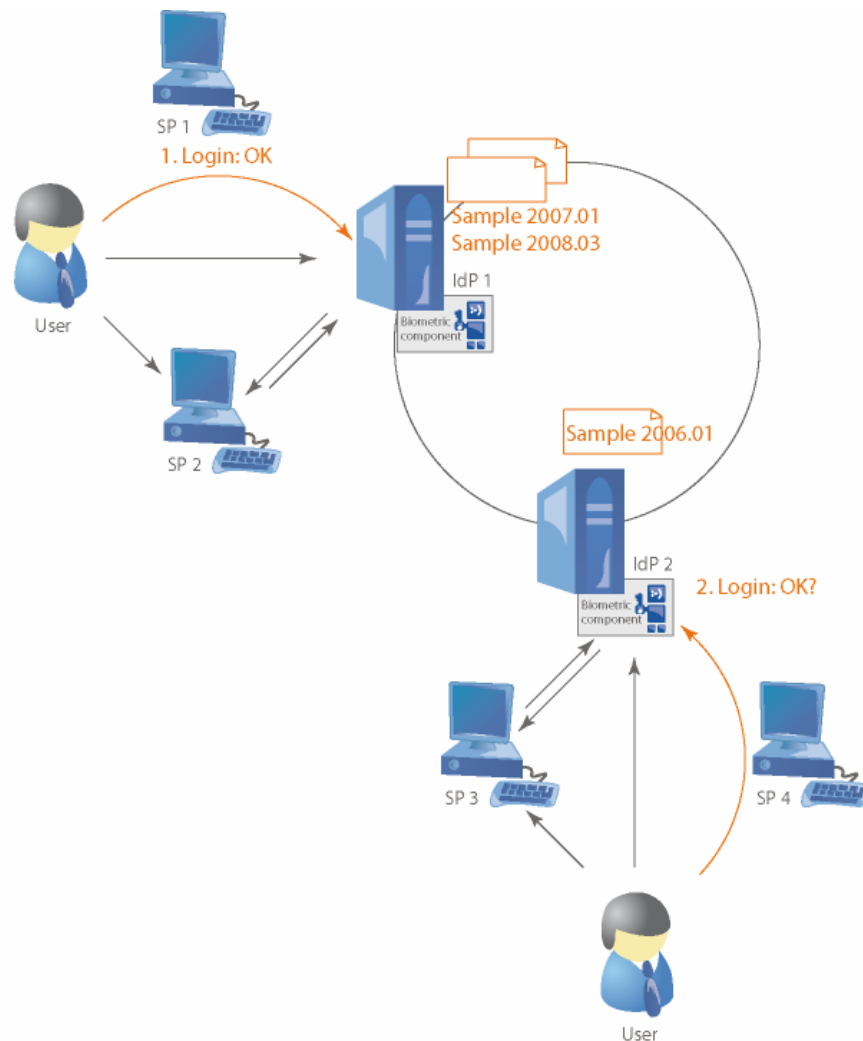 SP 1
1. Login: OK
Sample 2007.01
Sample 2008.03
IdP 1
Biometric
component
User
SP 2
Sample 2006.01
IdP 2
2. Login: OK?
Biometric
component
SP 3
SP 4
User